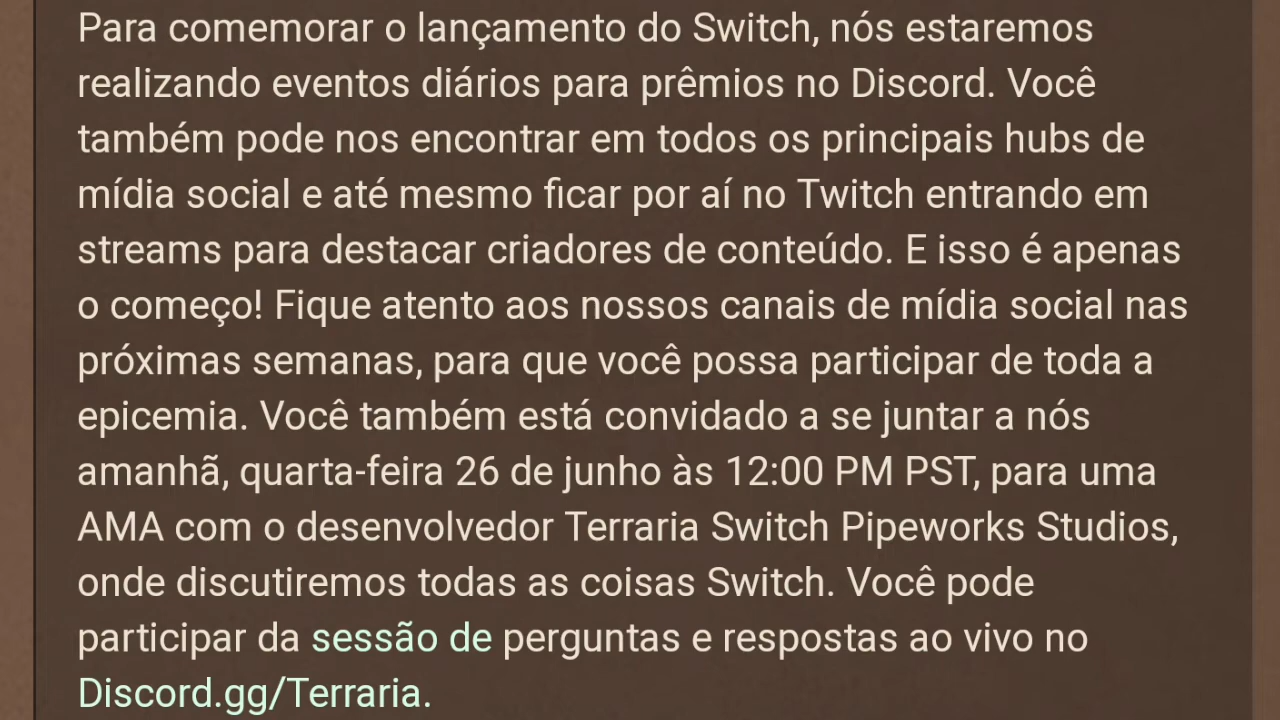 Para comemorar o lançamento do Switch, nós estaremos
realizando eventos diários para prêmios no Discord. Você
também pode nos encontrar em todos os principais hubs de
mídia social e até mesmo ficar por aí no Twitch entrando em
streams para destacar criadores de conteúdo. E isso é apenas
o começo! Fique atento aos nossos canais de mídia social nas
próximas semanas, para que você possa participar de toda a
epicemia. Você também está convidado a se juntar a nós
amanhã, quarta-feira 26 de junho às 12:00 PM PST, para uma
AMA com o desenvolvedor Terraria Switch Pipeworks Studios,
onde discutiremos todas as coisas Switch. Você pode
participar da sessão de perguntas e respostas ao vivo no
Discord.gg/Terraria.